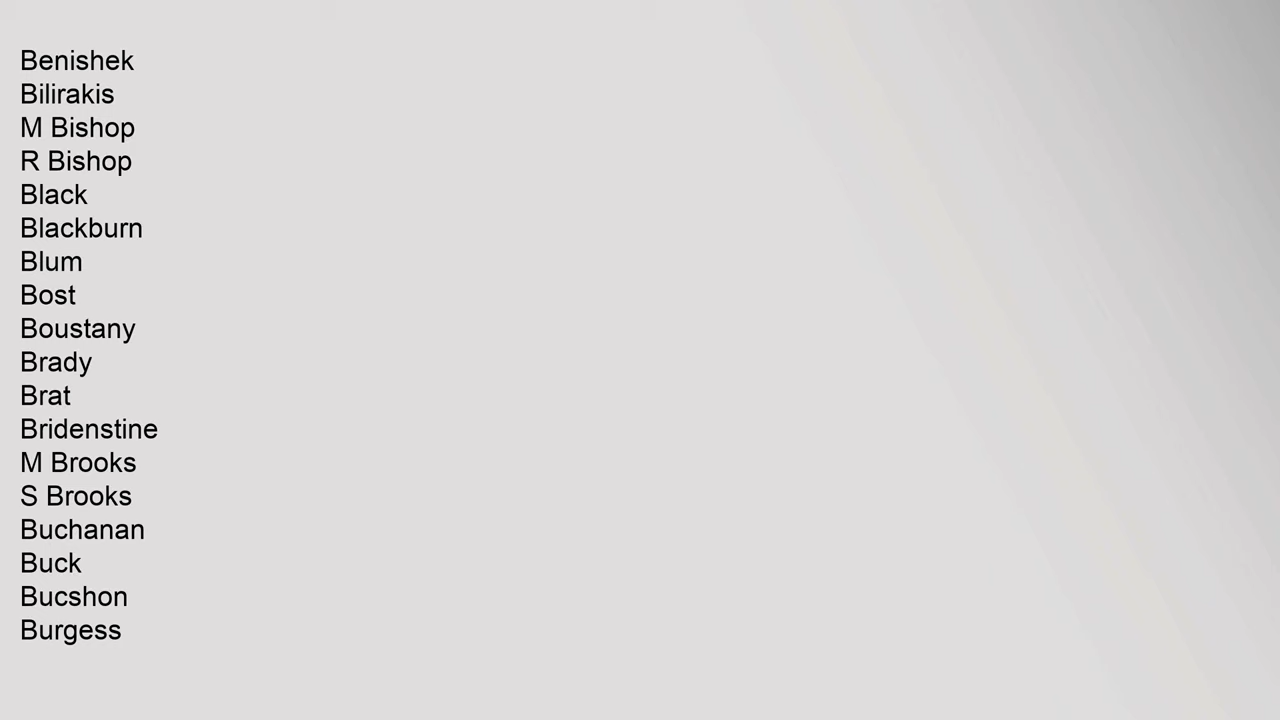 Benishek
Bilirakis
M Bishop
R Bishop
Black
Blackburn
Blum
Bost
Boustany
Brady
Brat
Bridenstine
M Brooks
S Brooks
Buchanan
Buck
Bucshon
Burgess